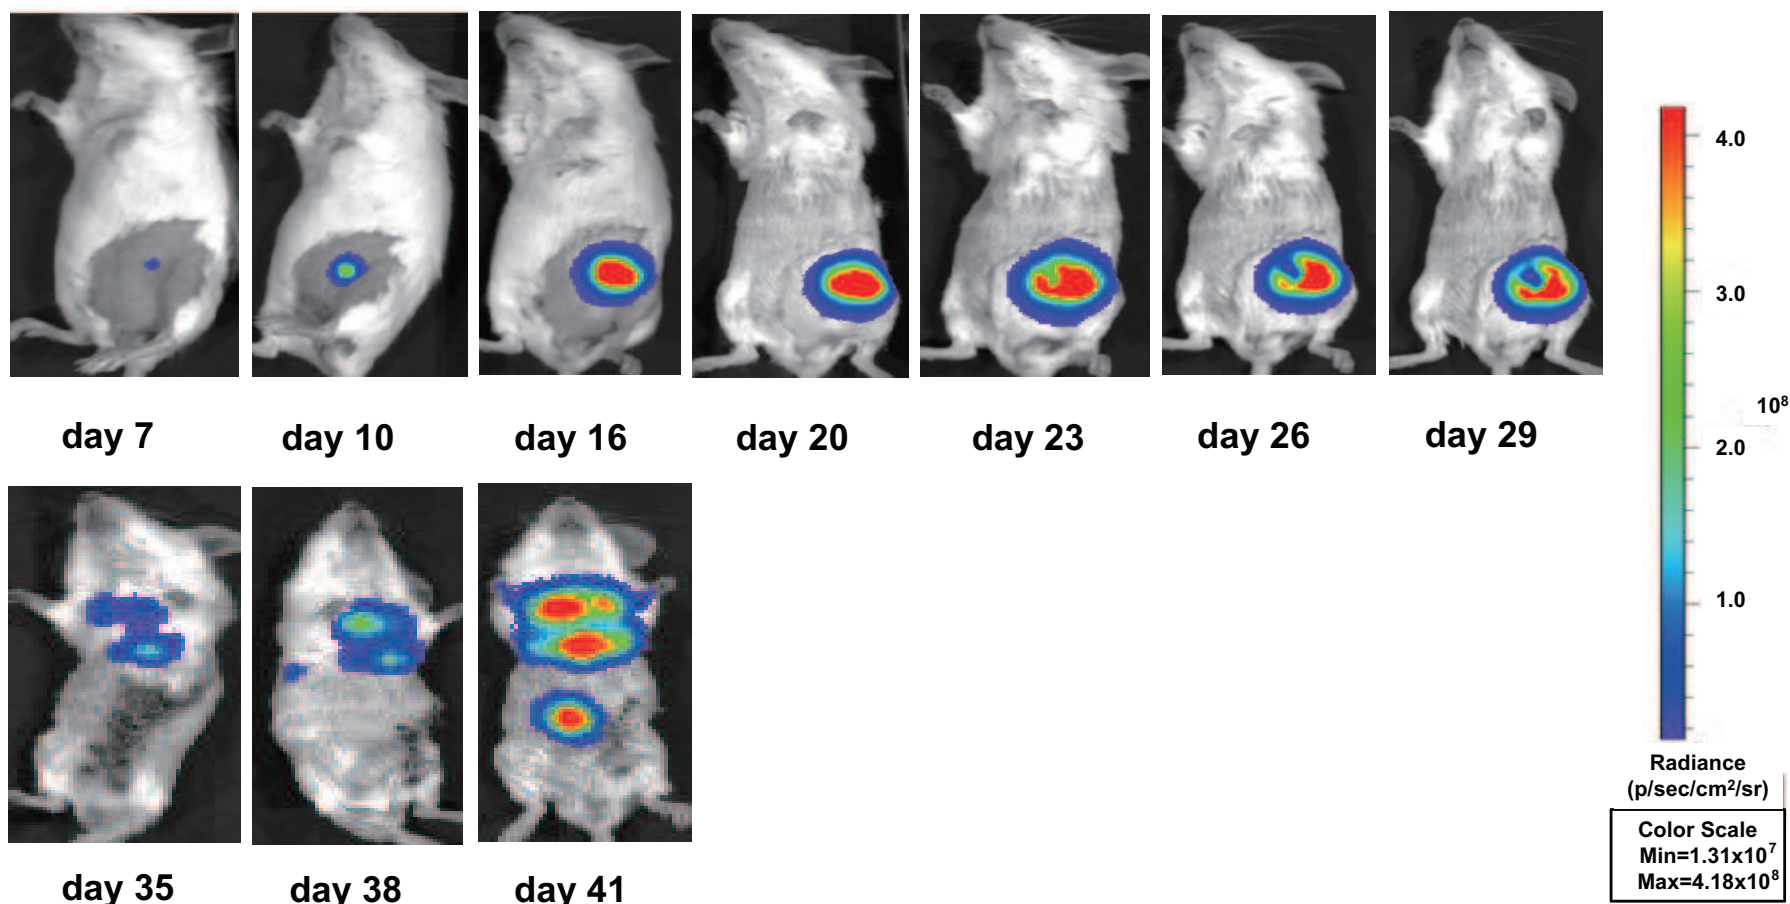 day 7
day 10
day 16
day 20
day 23
day 26
day 29
4.0
3.0
10⁸
2.0
1.0
Radiance
(p/sec/cm²/sr)
Color Scale
Min=1.31x10⁷
Max=4.18x10⁸
day 35
day 38
day 41